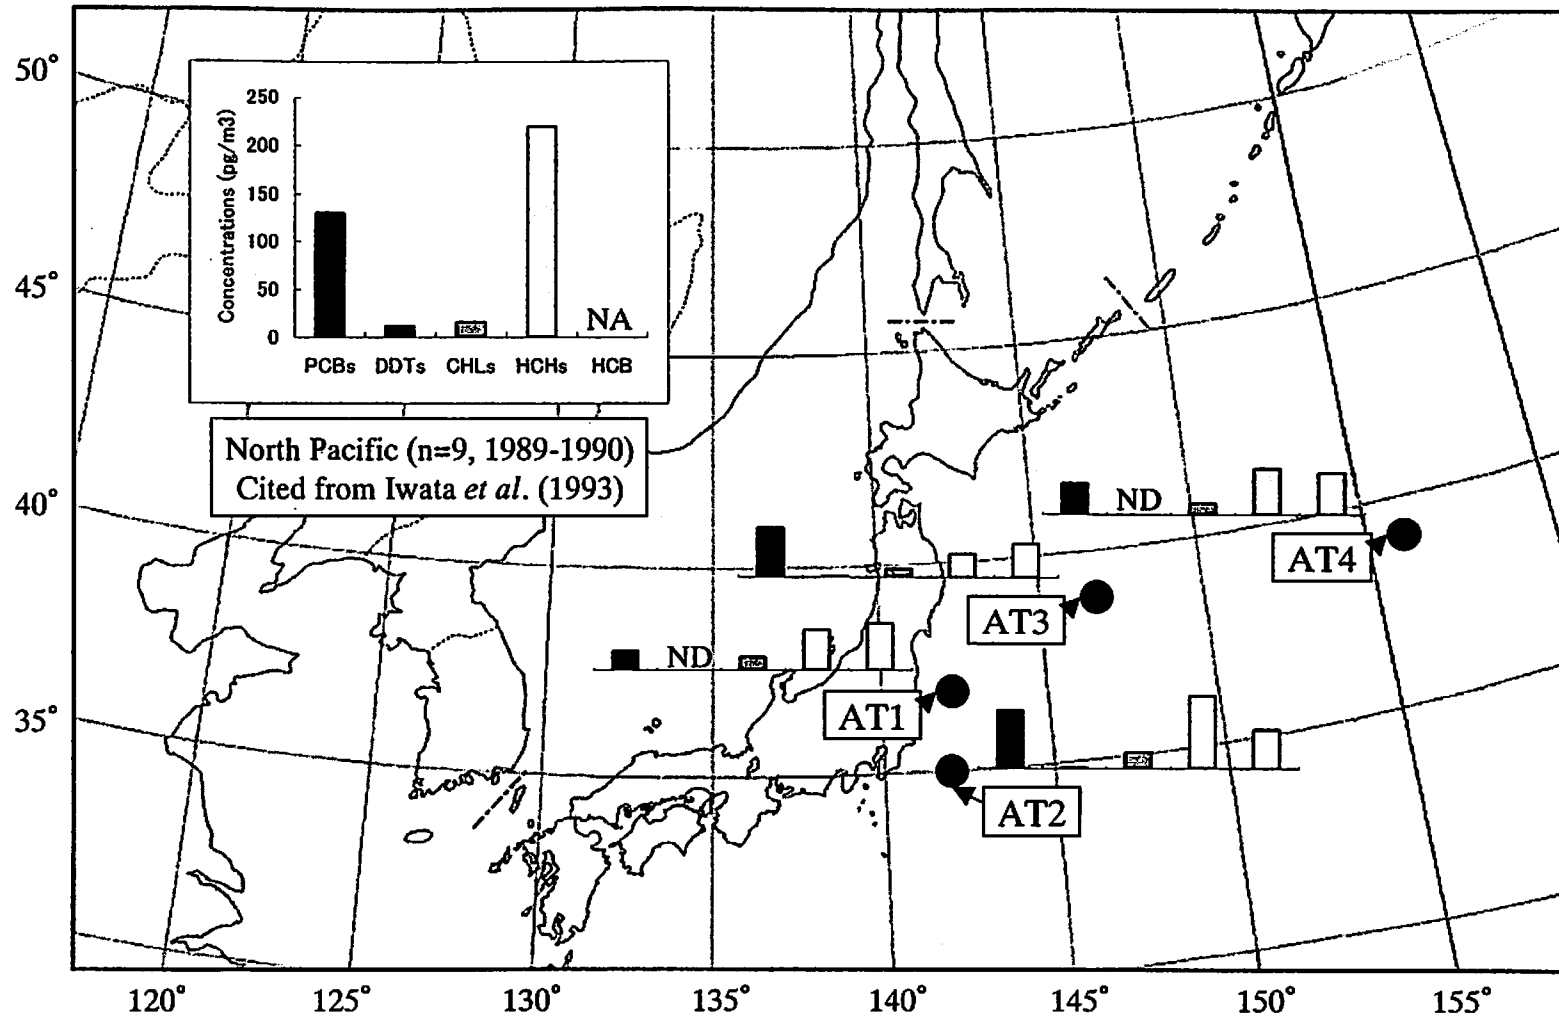 50°
45°
40°
35°
Concentrations (pg/m3)
250
200
150
100
50
0
NA
PCBs DDTs CHLs HCHs HCB
North Pacific (n=9, 1989-1990)
Cited from Iwata et al. (1993)
ND
AT4
AT3
ND
AT1
AT2
120° 125° 130° 135° 140° 145° 150° 155°